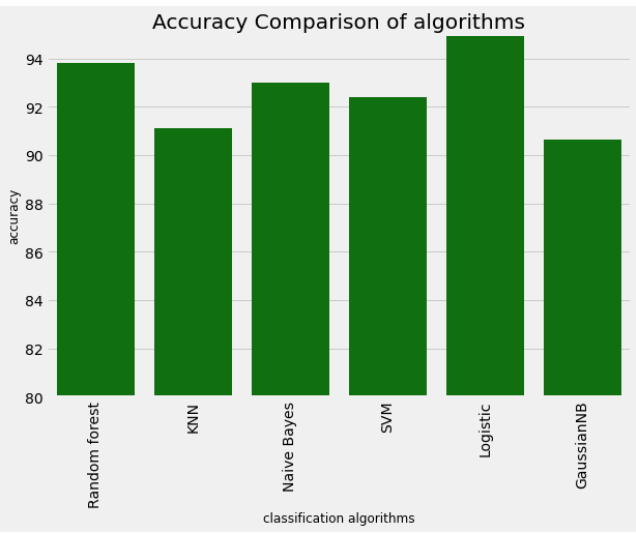 Accuracy Comparison of algorithms
94
92
90
88
86
84
82
80
accuracy
Random forest
KNN
Naive Bayes
SVM
Logistic
GaussianNB
classification algorithms